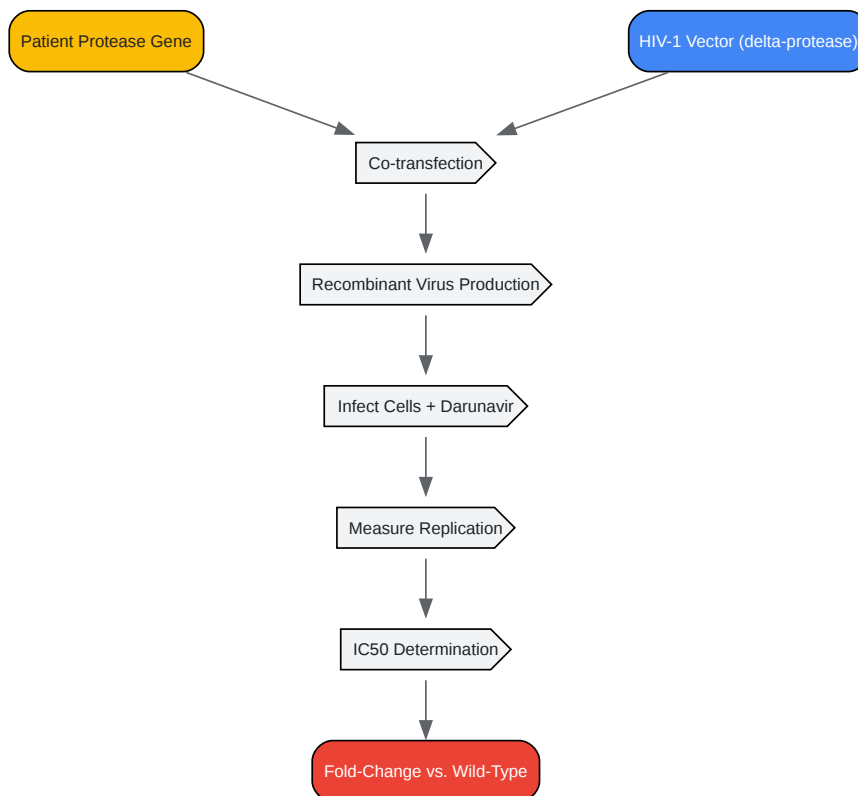 Patient Protease Gene
HIV-1 Vector (delta-protease)
Co-transfection
Recombinant Virus Production
Infect Cells + Darunavir
Measure Replication
IC50 Determination
Fold-Change vs. Wild-Type